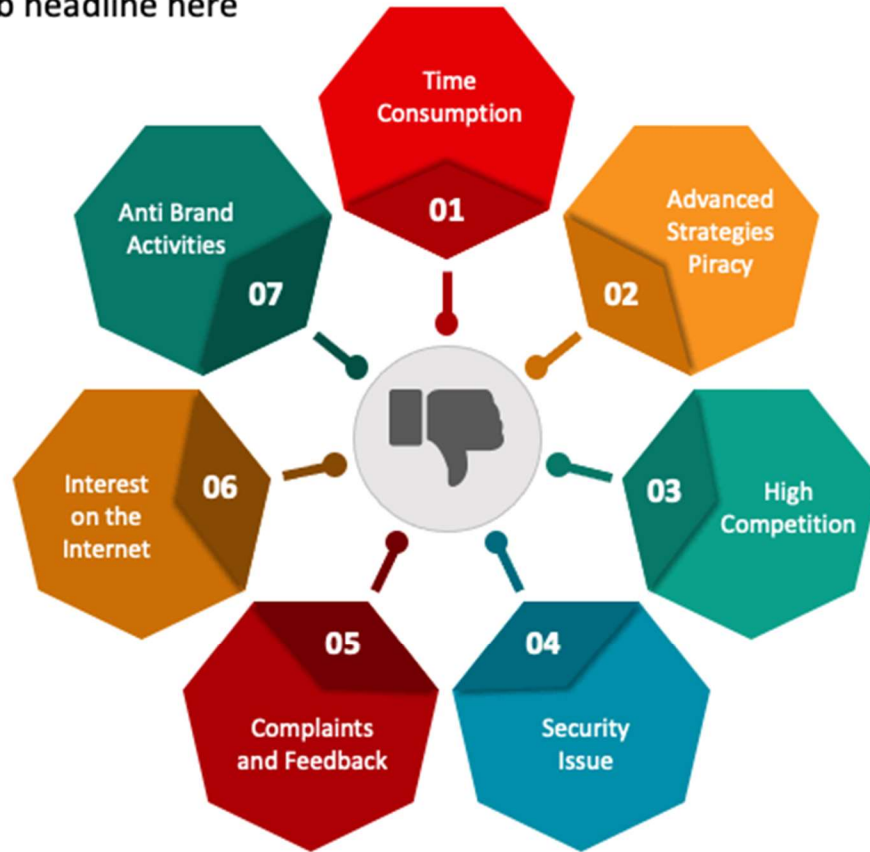 headline here
Time
Consumption
01
Advanced
Strategies
Piracy
02
03
High
Competition
04
Security
Issue
05
Complaints
and Feedback
06
Interest
on the
Internet
Anti Brand
Activities
07